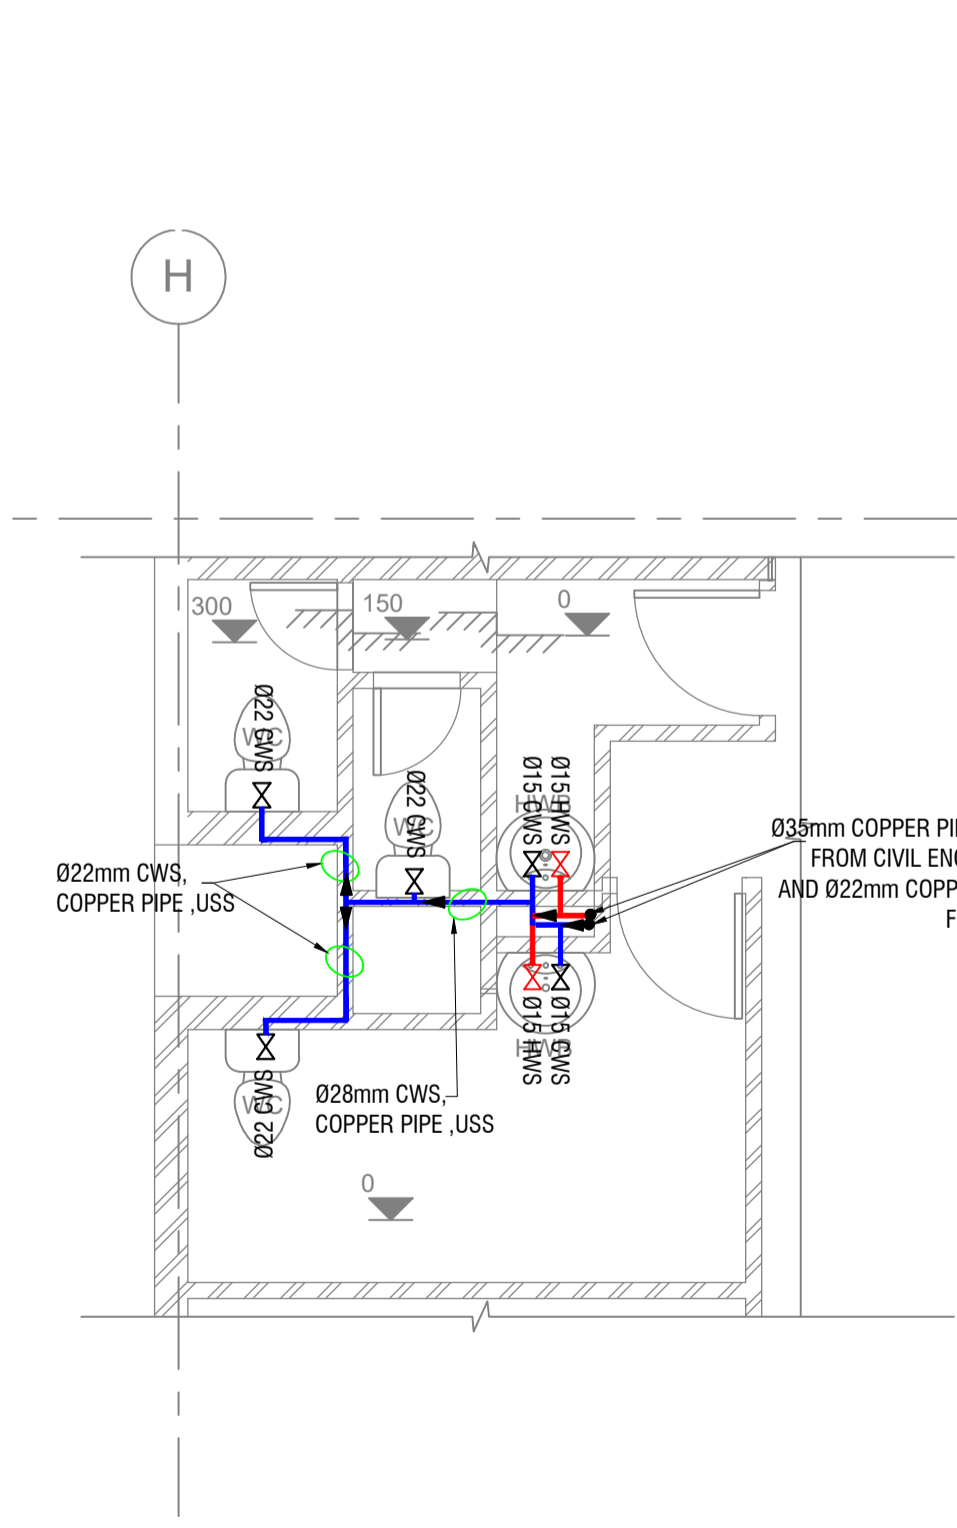 H
300
150
0
Ø22 CWS
WC
Ø22 CWS
WC
Ø15 CWS
Ø15 HWS
HWB
Ø35mm COPPER PI
FROM CIVIL EN
AND Ø22mm COPP
F
Ø22mm CWS,
COPPER PIPE ,USS
Ø15 HWS
Ø15 CWS
HWB
Ø22 CWS
WC
Ø28mm CWS,
COPPER PIPE ,USS
0